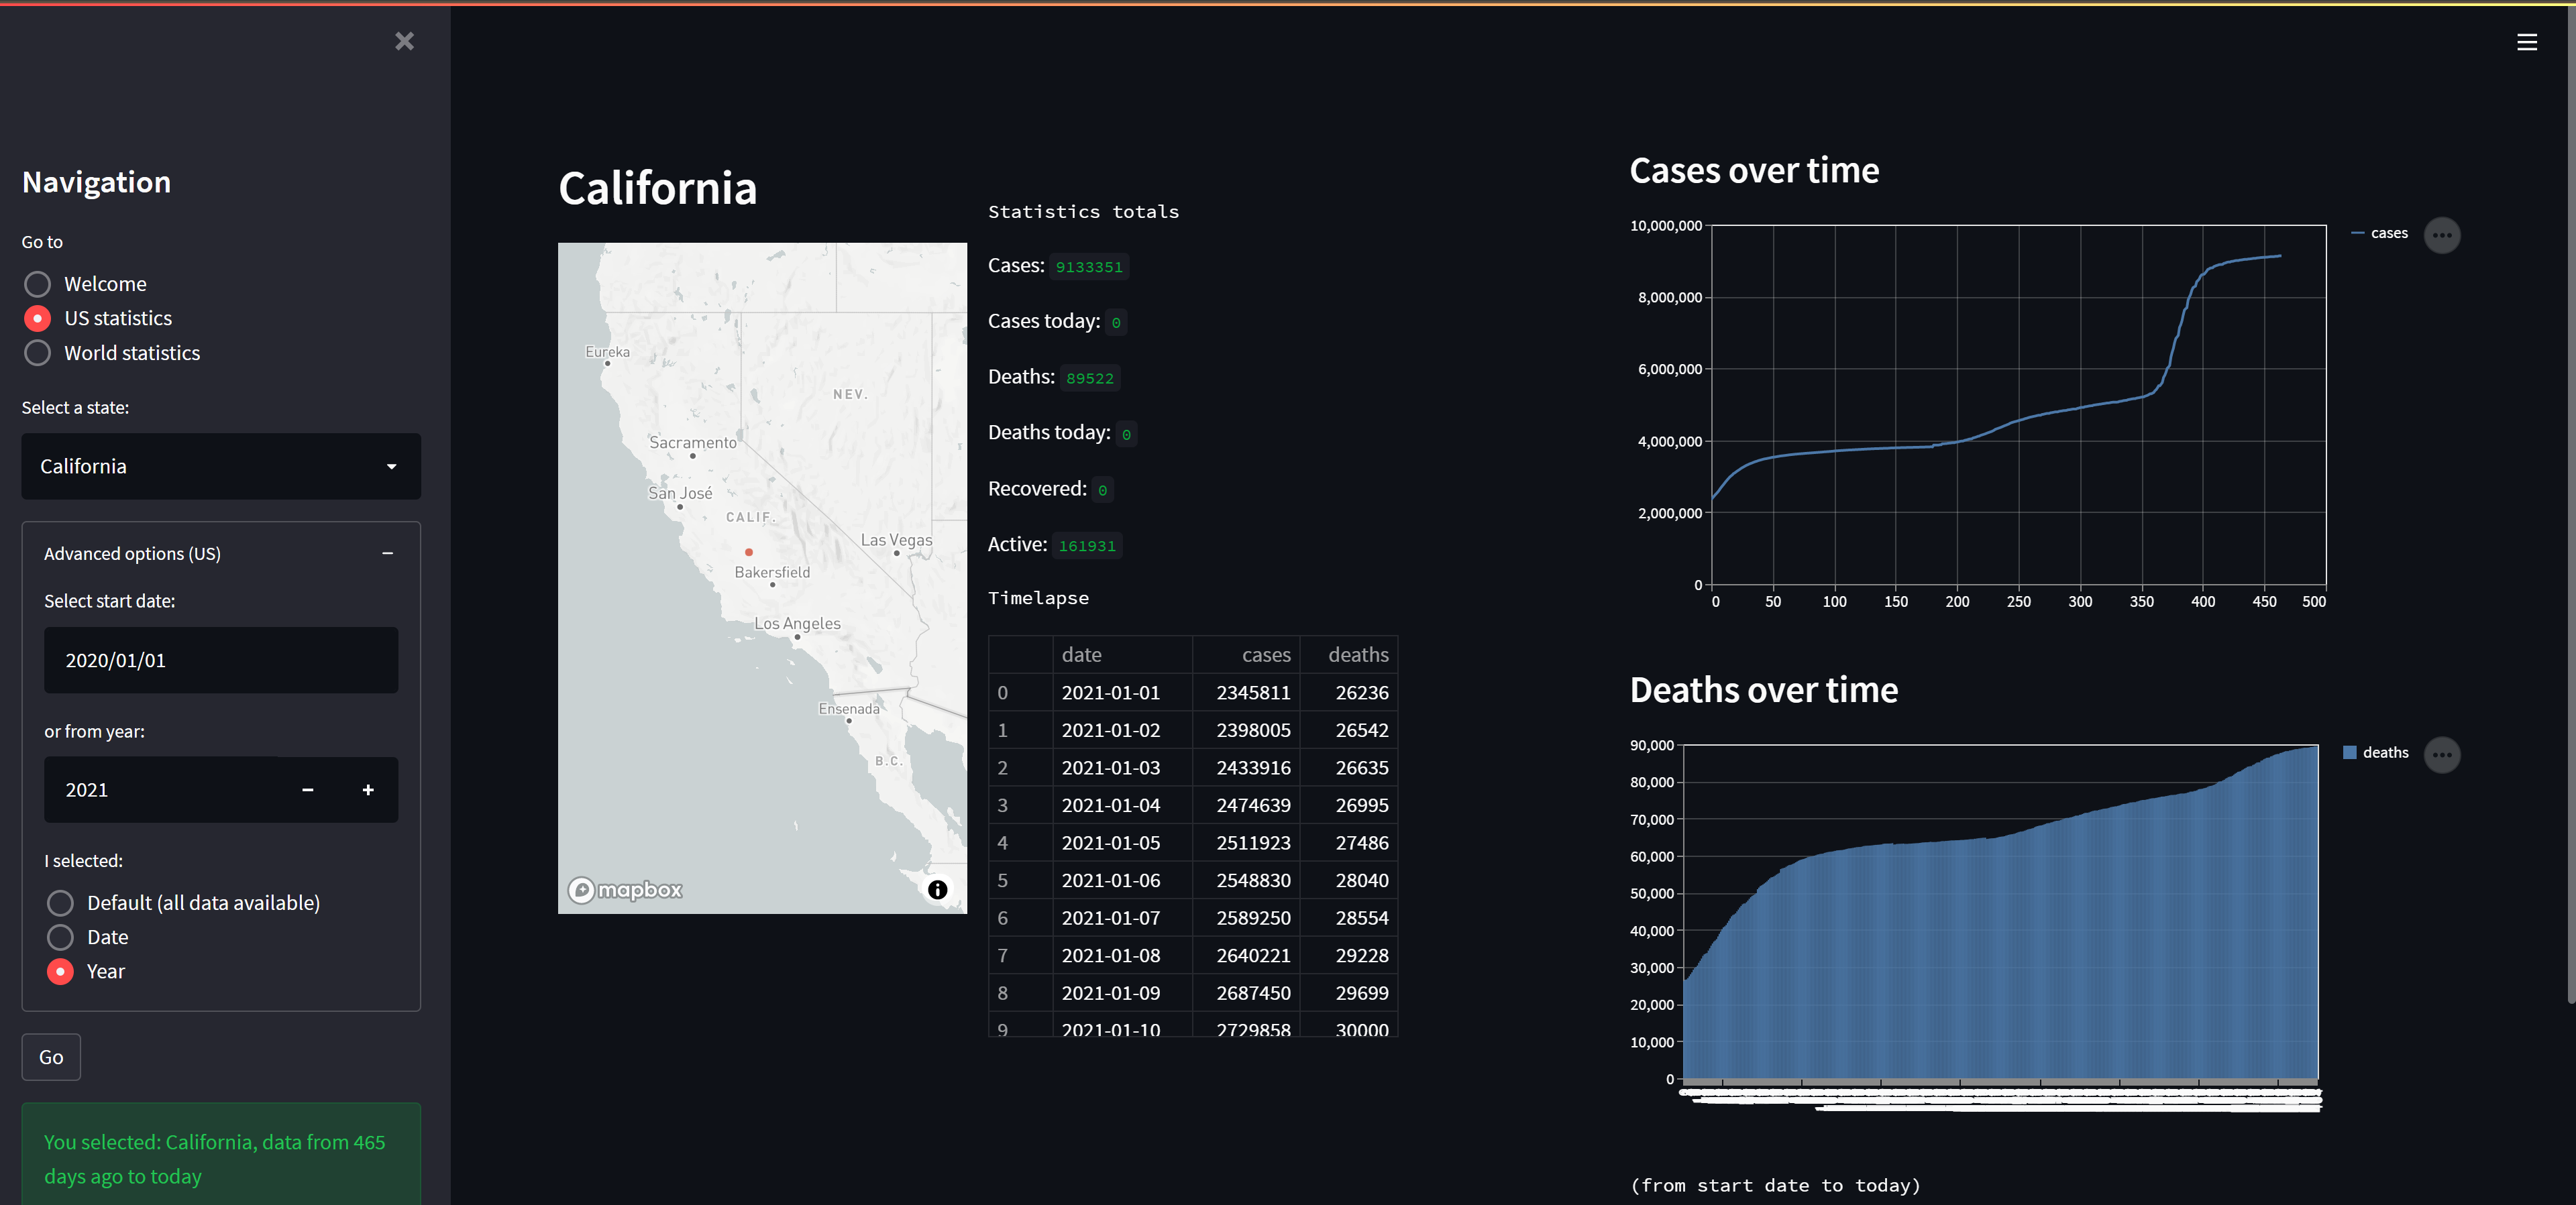 Navigation
Go to
Welcome
US statistics
World statistics
Select a state:
California
Advanced options (US)
Select start date:
2020/01/01
or from year:
2021
I selected:
Default (all data available)
Date
Year
Go
You selected: California, data from 465
days ago to today
California
Eureka
NEV.
Sacramento
San José
CALIF.
Las Vegas
Bakersfield
Los Angeles
Ensenada
B.C.
mapbox
Statistics totals
Cases: 9133351
Cases today: 0
Deaths: 89522
Deaths today: 0
Recovered: 0
Active: 161931
Timelapse
date cases deaths
0 2021-01-01 2345811 26236
1 2021-01-02 2398005 26542
2 2021-01-03 2433916 26635
3 2021-01-04 2474639 26995
4 2021-01-05 2511923 27486
5 2021-01-06 2548830 28040
6 2021-01-07 2589250 28554
7 2021-01-08 2640221 29228
8 2021-01-09 2687450 29699
9 2021-01-10 2729858 30000
Cases over time
10,000,000
8,000,000
6,000,000
4,000,000
2,000,000
0
0 50 100 150 200 250 300 350 400 450 500
cases
Deaths over time
90,000
80,000
70,000
60,000
50,000
40,000
30,000
20,000
10,000
0
deaths
(from start date to today)